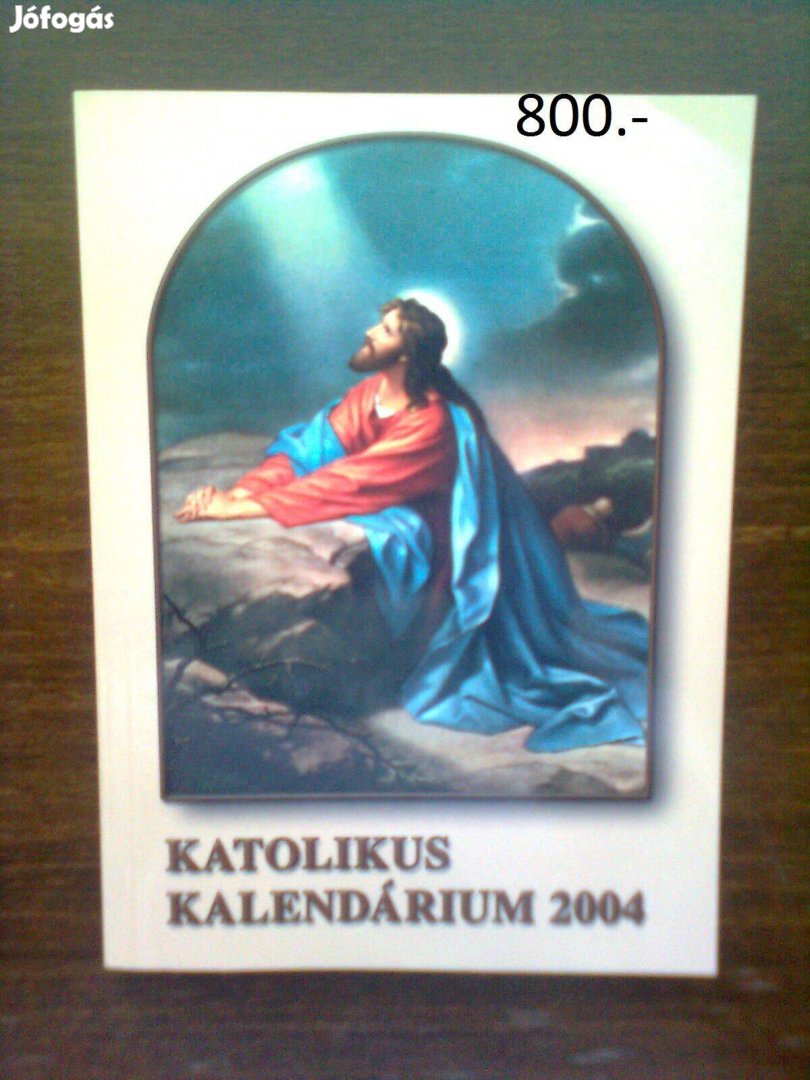 Jófogás
800.-
KATOLIKUS
KALENDÁRIUM 2004